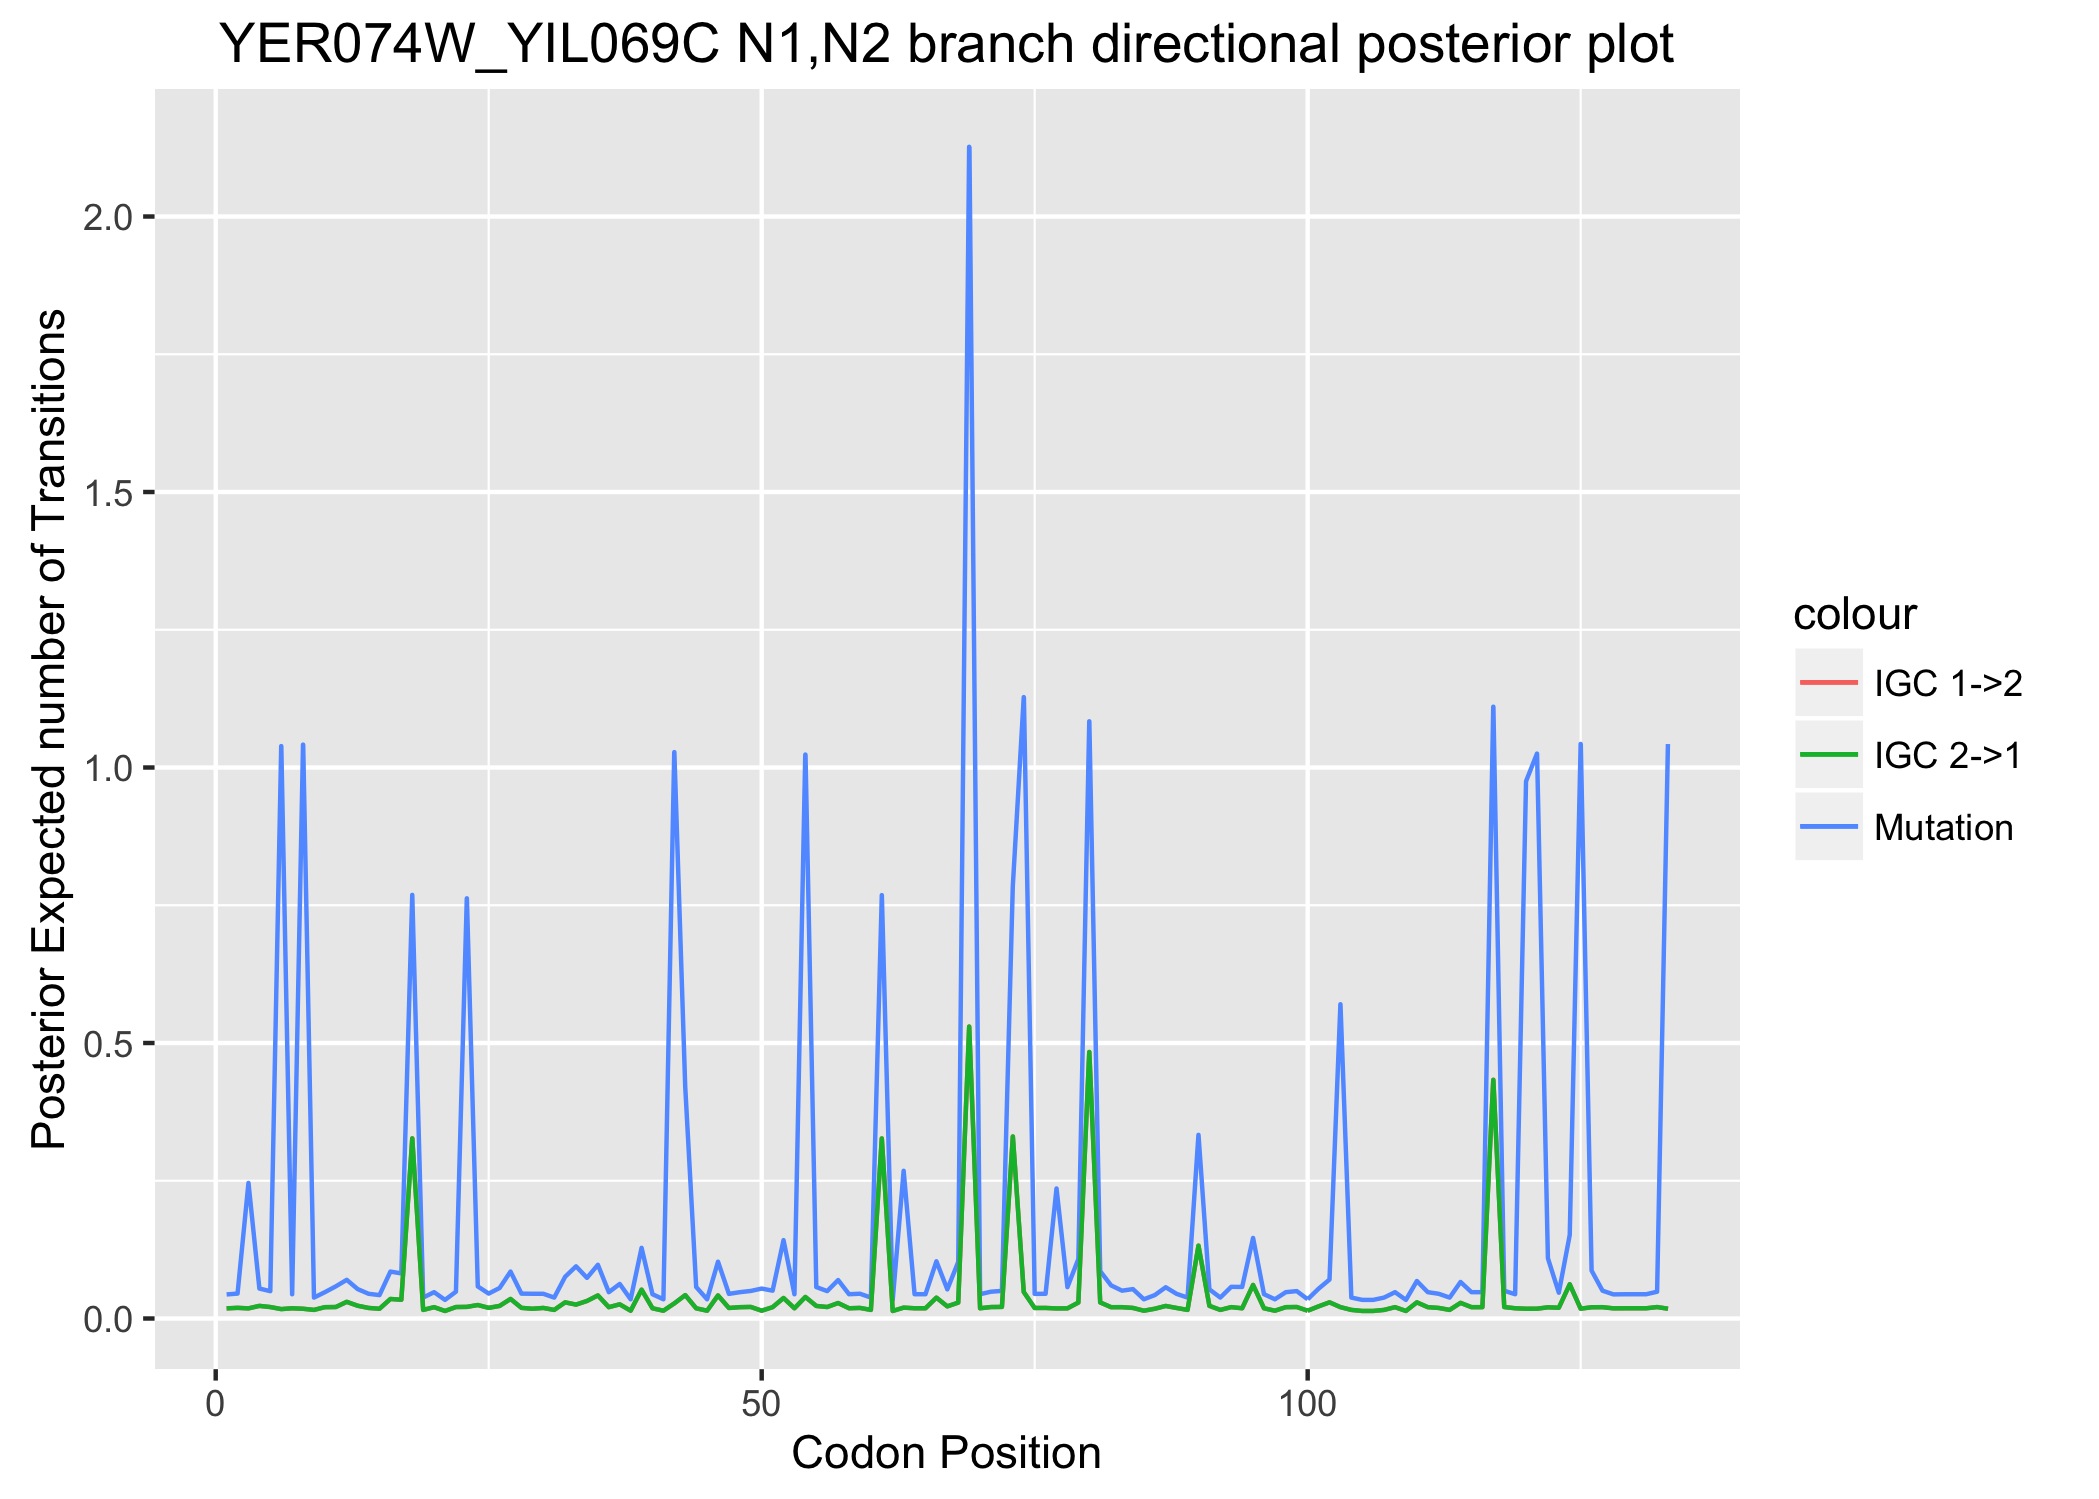 YER074W_YIL069C N1,N2 branch directional posterior plot
Posterior Expected number of Transitions
2.0
1.5
1.0
0.5
0.0
0
50
100
Codon Position
colour
IGC 1->2
IGC 2->1
Mutation